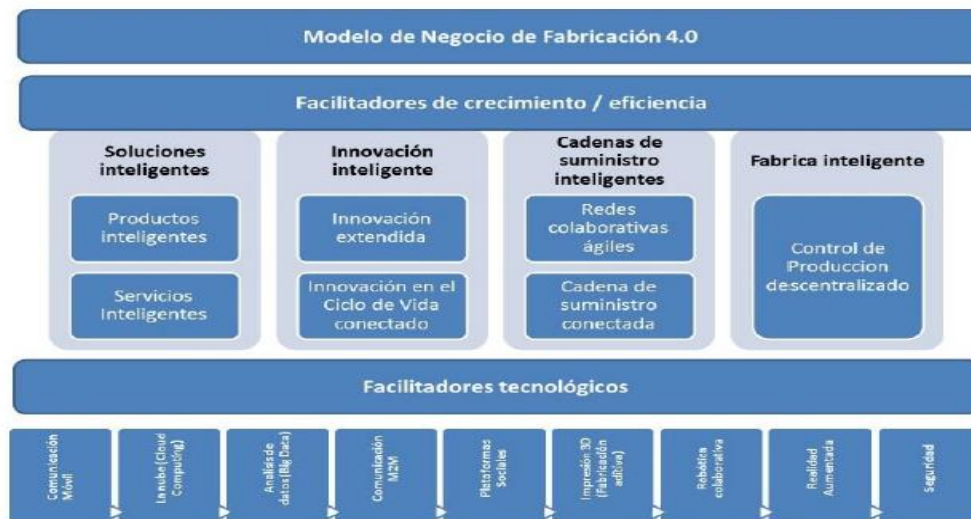 Modelo de Negocio de Fabricación 4.0
Facilitadores de crecimiento / eficiencia
Soluciones
inteligentes
Productos
inteligentes
Servicios
Inteligentes
Innovación
inteligente
Innovación
extendida
Innovación en el
Ciclo de Vida
conectado
Cadenas de
suministro
inteligentes
Redes
colaborativas
ágiles
Cadena de
suministro
conectada
Fabrica inteligente
Control de
Produccion
descentralizado
Facilitadores tecnológicos
Comunicación
Móvil
La nube (Cloud
Computing)
Analisis de
datos (Big Data)
Comunicación
M2M
Plataformas
Sociales
Impresión 3D
(Fabricación
aditiva)
Robótica
colaborativa
Realidad
Aumentada
Seguridad